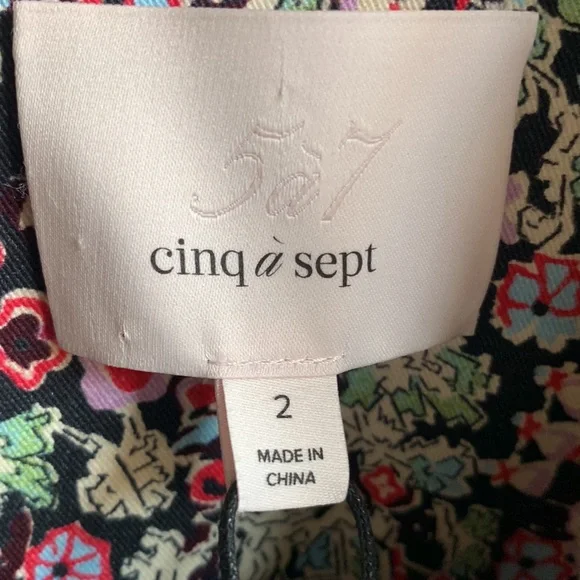 5à7
cinq à sept
2
MADE IN
CHINA